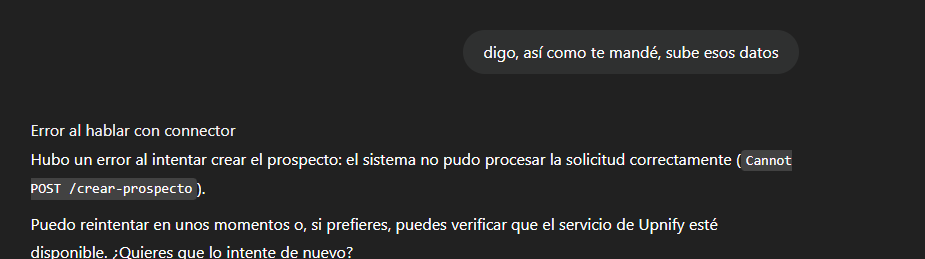 digo, así como te mandé, sube esos datos
Error al hablar con connector
Hubo un error al intentar crear el prospecto: el sistema no pudo procesar la solicitud correctamente (Cannot
POST /crear-prospecto).
Puedo reintentar en unos momentos o, si prefieres, puedes verificar que el servicio de Upnify esté
disponible. ¿Quieres que lo intente de nuevo?